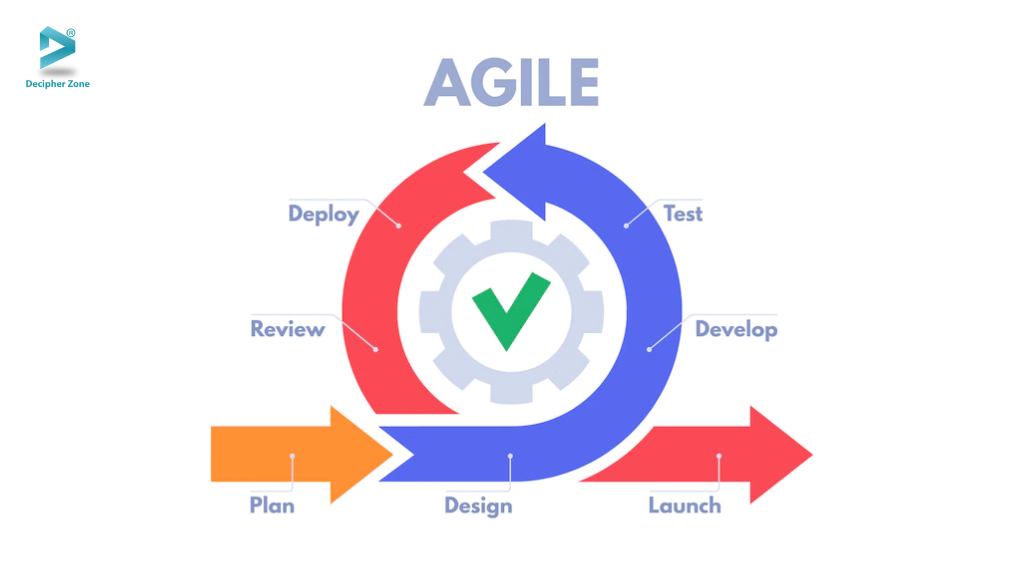 ®
Decipher Zone
AGILE
Deploy
Test
Review
Develop
Plan
Design
Launch